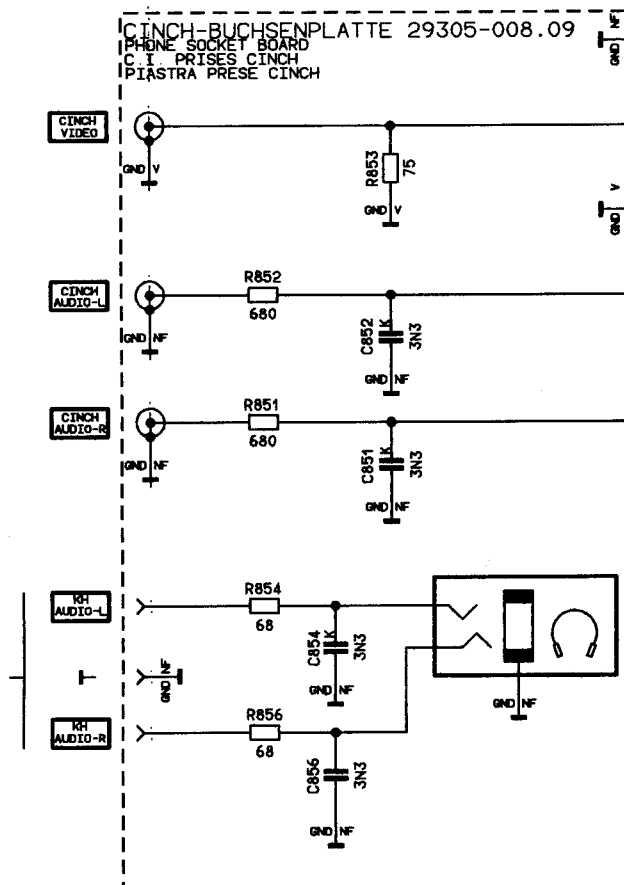 CINCH-BUCHSENPLATTE 29305-008.09
PHONE SOCKET BOARD
C.I. PRISES CINCH
PIASTRA PRESE CINCH
GND NF
CINCH
VIDEO
GND V
R853
75
GND V
GND V
CINCH
AUDIO-L
R852
680
GND NF
C852
K
3N3
GND NF
CINCH
AUDIO-R
R851
680
GND NF
C851
K
3N3
GND NF
KH
AUDIO-L
R854
68
C854
K
3N3
GND NF
GND NF
GND NF
KH
AUDIO-R
R856
68
C856
3N3
GND NF